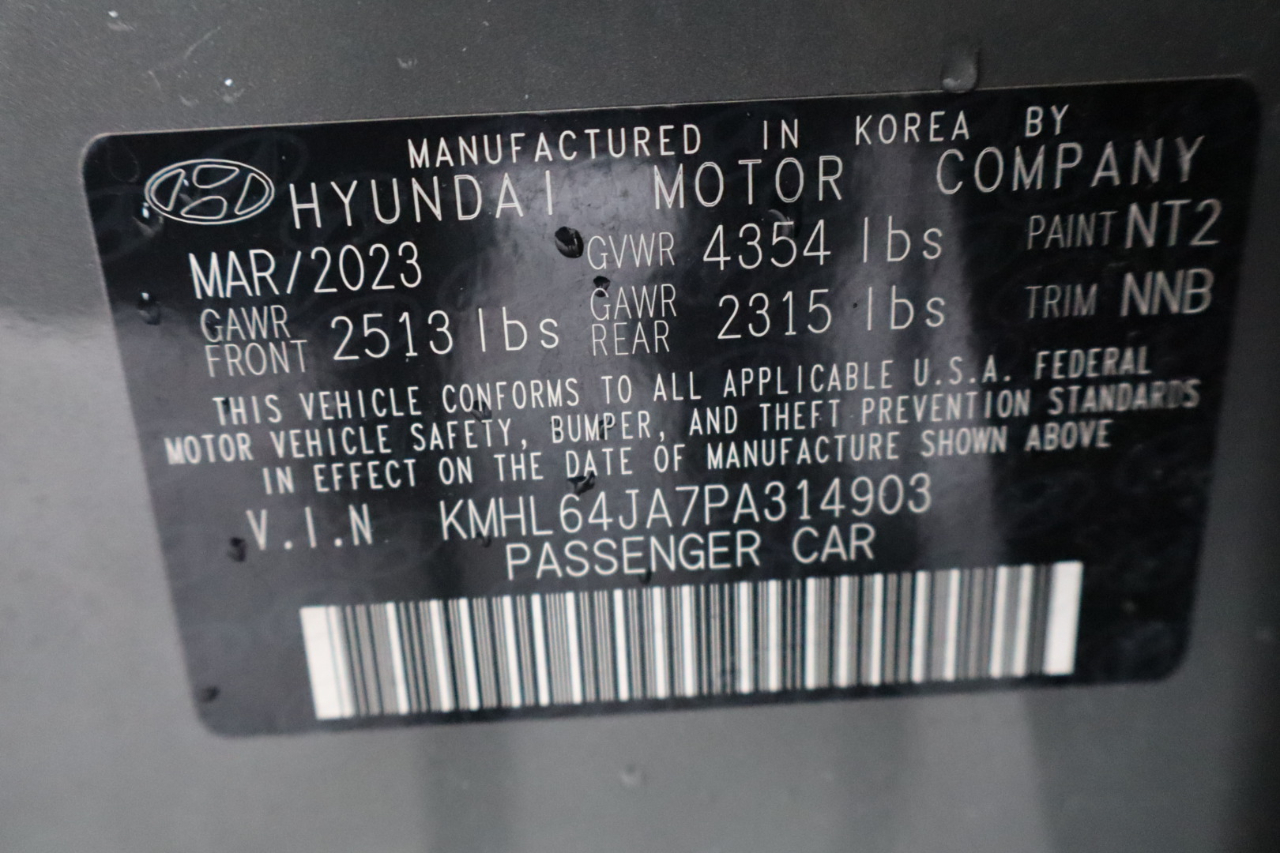 MANUFACTURED IN KOREA BY
HYUNDAI MOTOR COMPANY
MAR/2023 GVWR 4354 lbs PAINT NT2
GAWR FRONT 2513 lbs GAWR REAR 2315 lbs TRIM NNB
THIS VEHICLE CONFORMS TO ALL APPLICABLE U.S.A. FEDERAL
MOTOR VEHICLE SAFETY, BUMPER, AND THEFT PREVENTION STANDARDS
IN EFFECT ON THE DATE OF MANUFACTURE SHOWN ABOVE
V.I.N KMHL64JA7PA314903
PASSENGER CAR